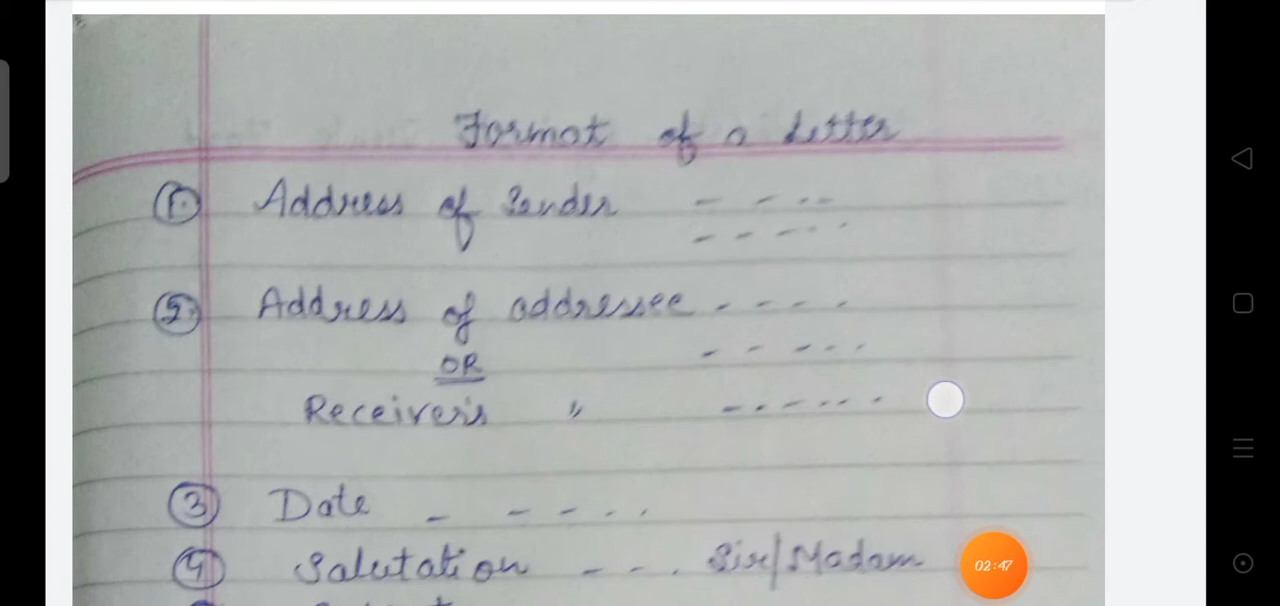 Format of a Letter
① Address of Sender - - - -
- - - - -
② Address of addressee - - - -
- - - - -
OR
Receiver's " - - - - - -
③ Date - - - - -
④ Salutation - - - Sir/Madam
02:47